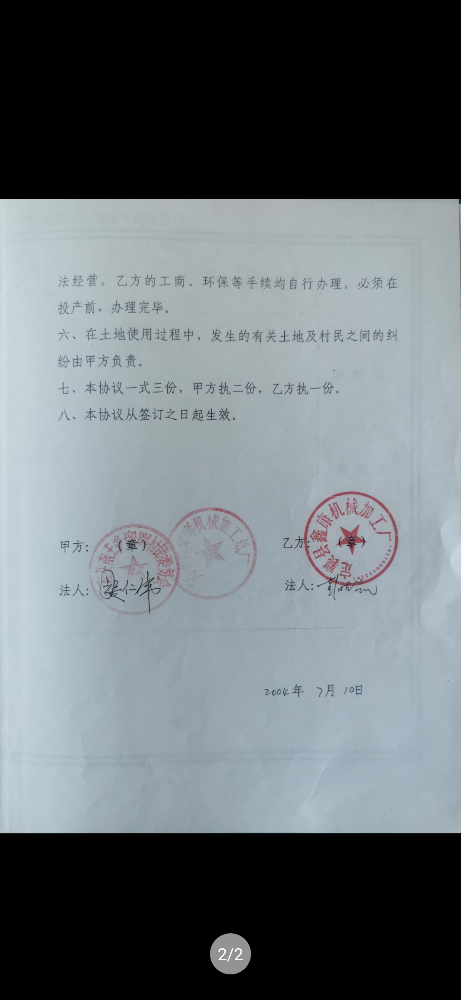 法经营。乙方的工商、环保等手续均自行办理。必须在
投产前，办理完毕。
六、在土地使用过程中，发生的有关土地及村民之间的纠
纷由甲方负责。
七、本协议一式三份，甲方执二份，乙方执一份。
八、本协议从签订之日起生效。
机械加工总厂
定襄县鑫康机械加工厂
1422220001581
甲方：（章）
乙方：（章）
法人：张仁伟
法人：
2004年 7月 10日
2/2